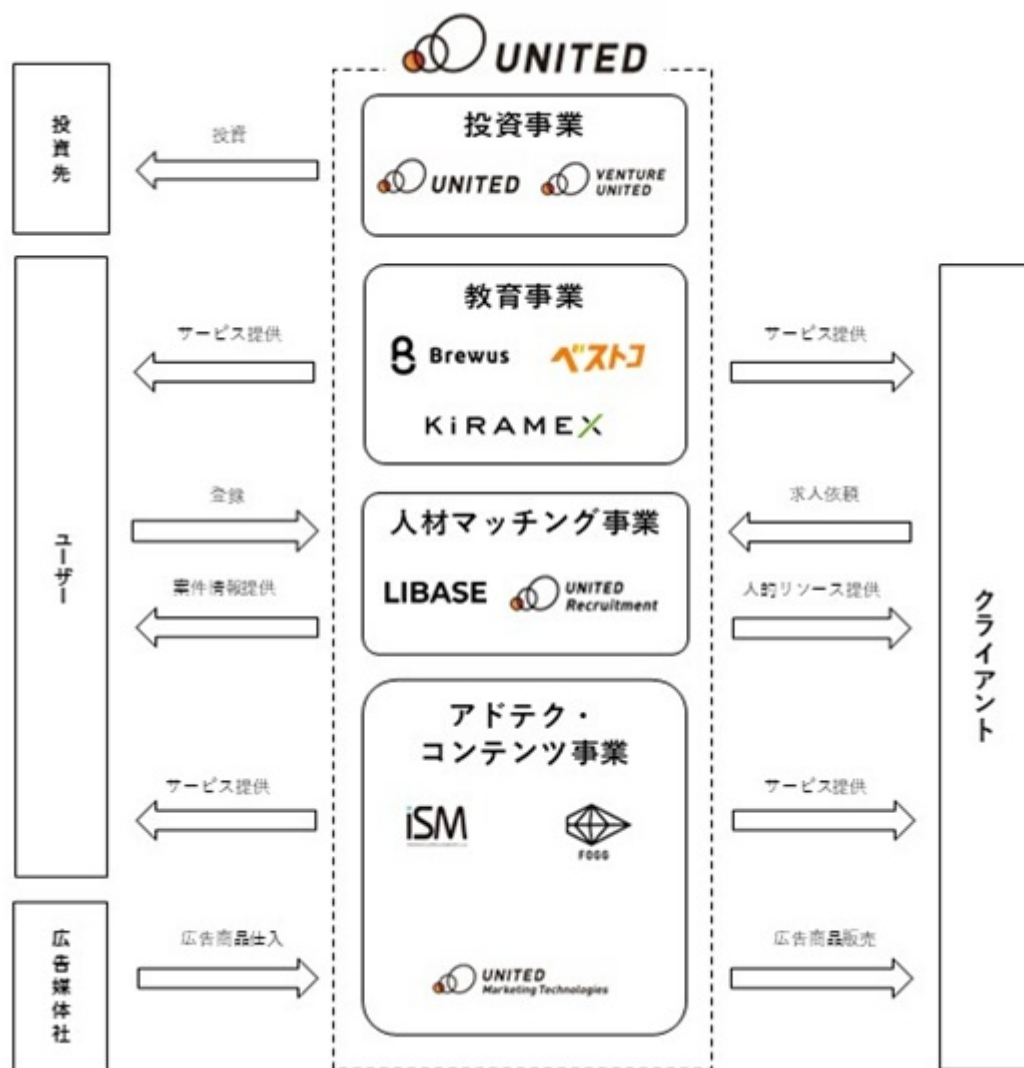 UNITED
投資先
投資
投資事業
UNITED
VENTURE
UNITED
ユーザー
サービス提供
教育事業
Brewus
ベストコ
KiRAMEX
サービス提供
クライアント
登録
人材マッチング事業
LIBASE
UNITED
Recruitment
求人依頼
案件情報提供
人的リソース提供
アドテク・
コンテンツ事業
サービス提供
iSM
FOGG
サービス提供
広告媒体社
広告商品仕入
UNITED
Marketing Technologies
広告商品販売